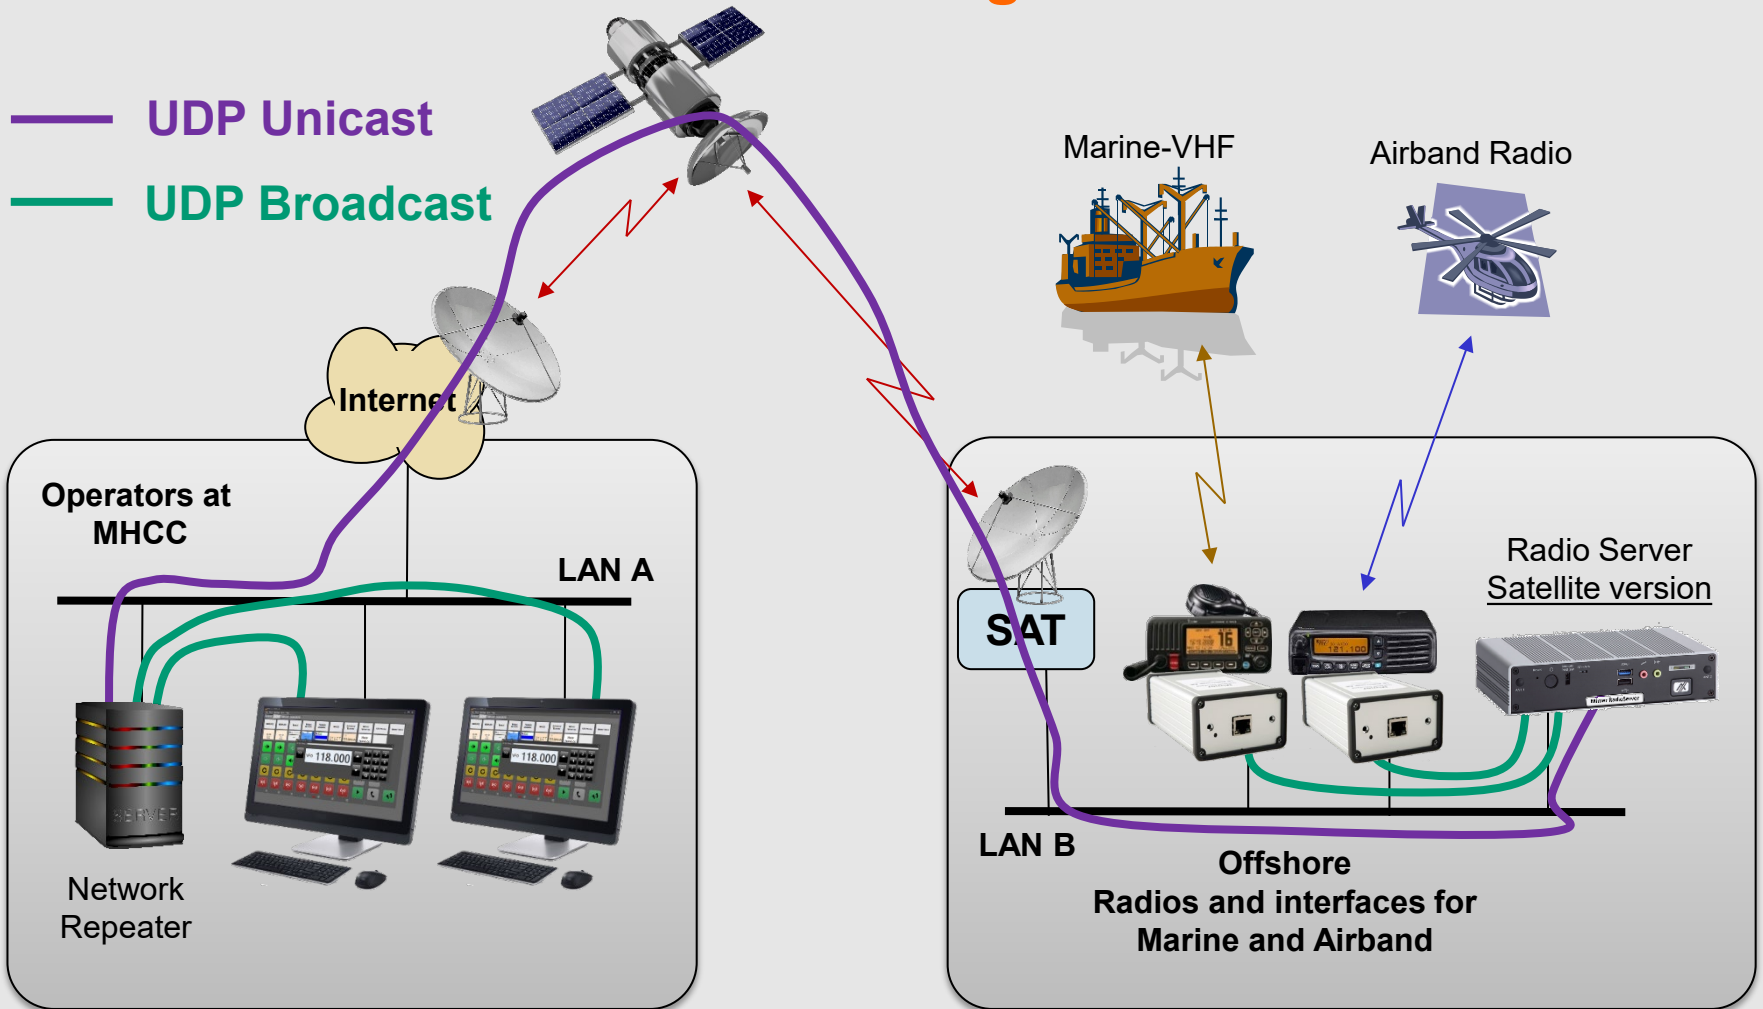 UDP Unicast
UDP Broadcast
Marine-VHF
Airband Radio
Internet
Operators at
MHCC
LAN A
Radio Server
Satellite version
SAT
16
118.000
118.000
SERVER
LAN B
Network
Repeater
Offshore
Radios and interfaces for
Marine and Airband